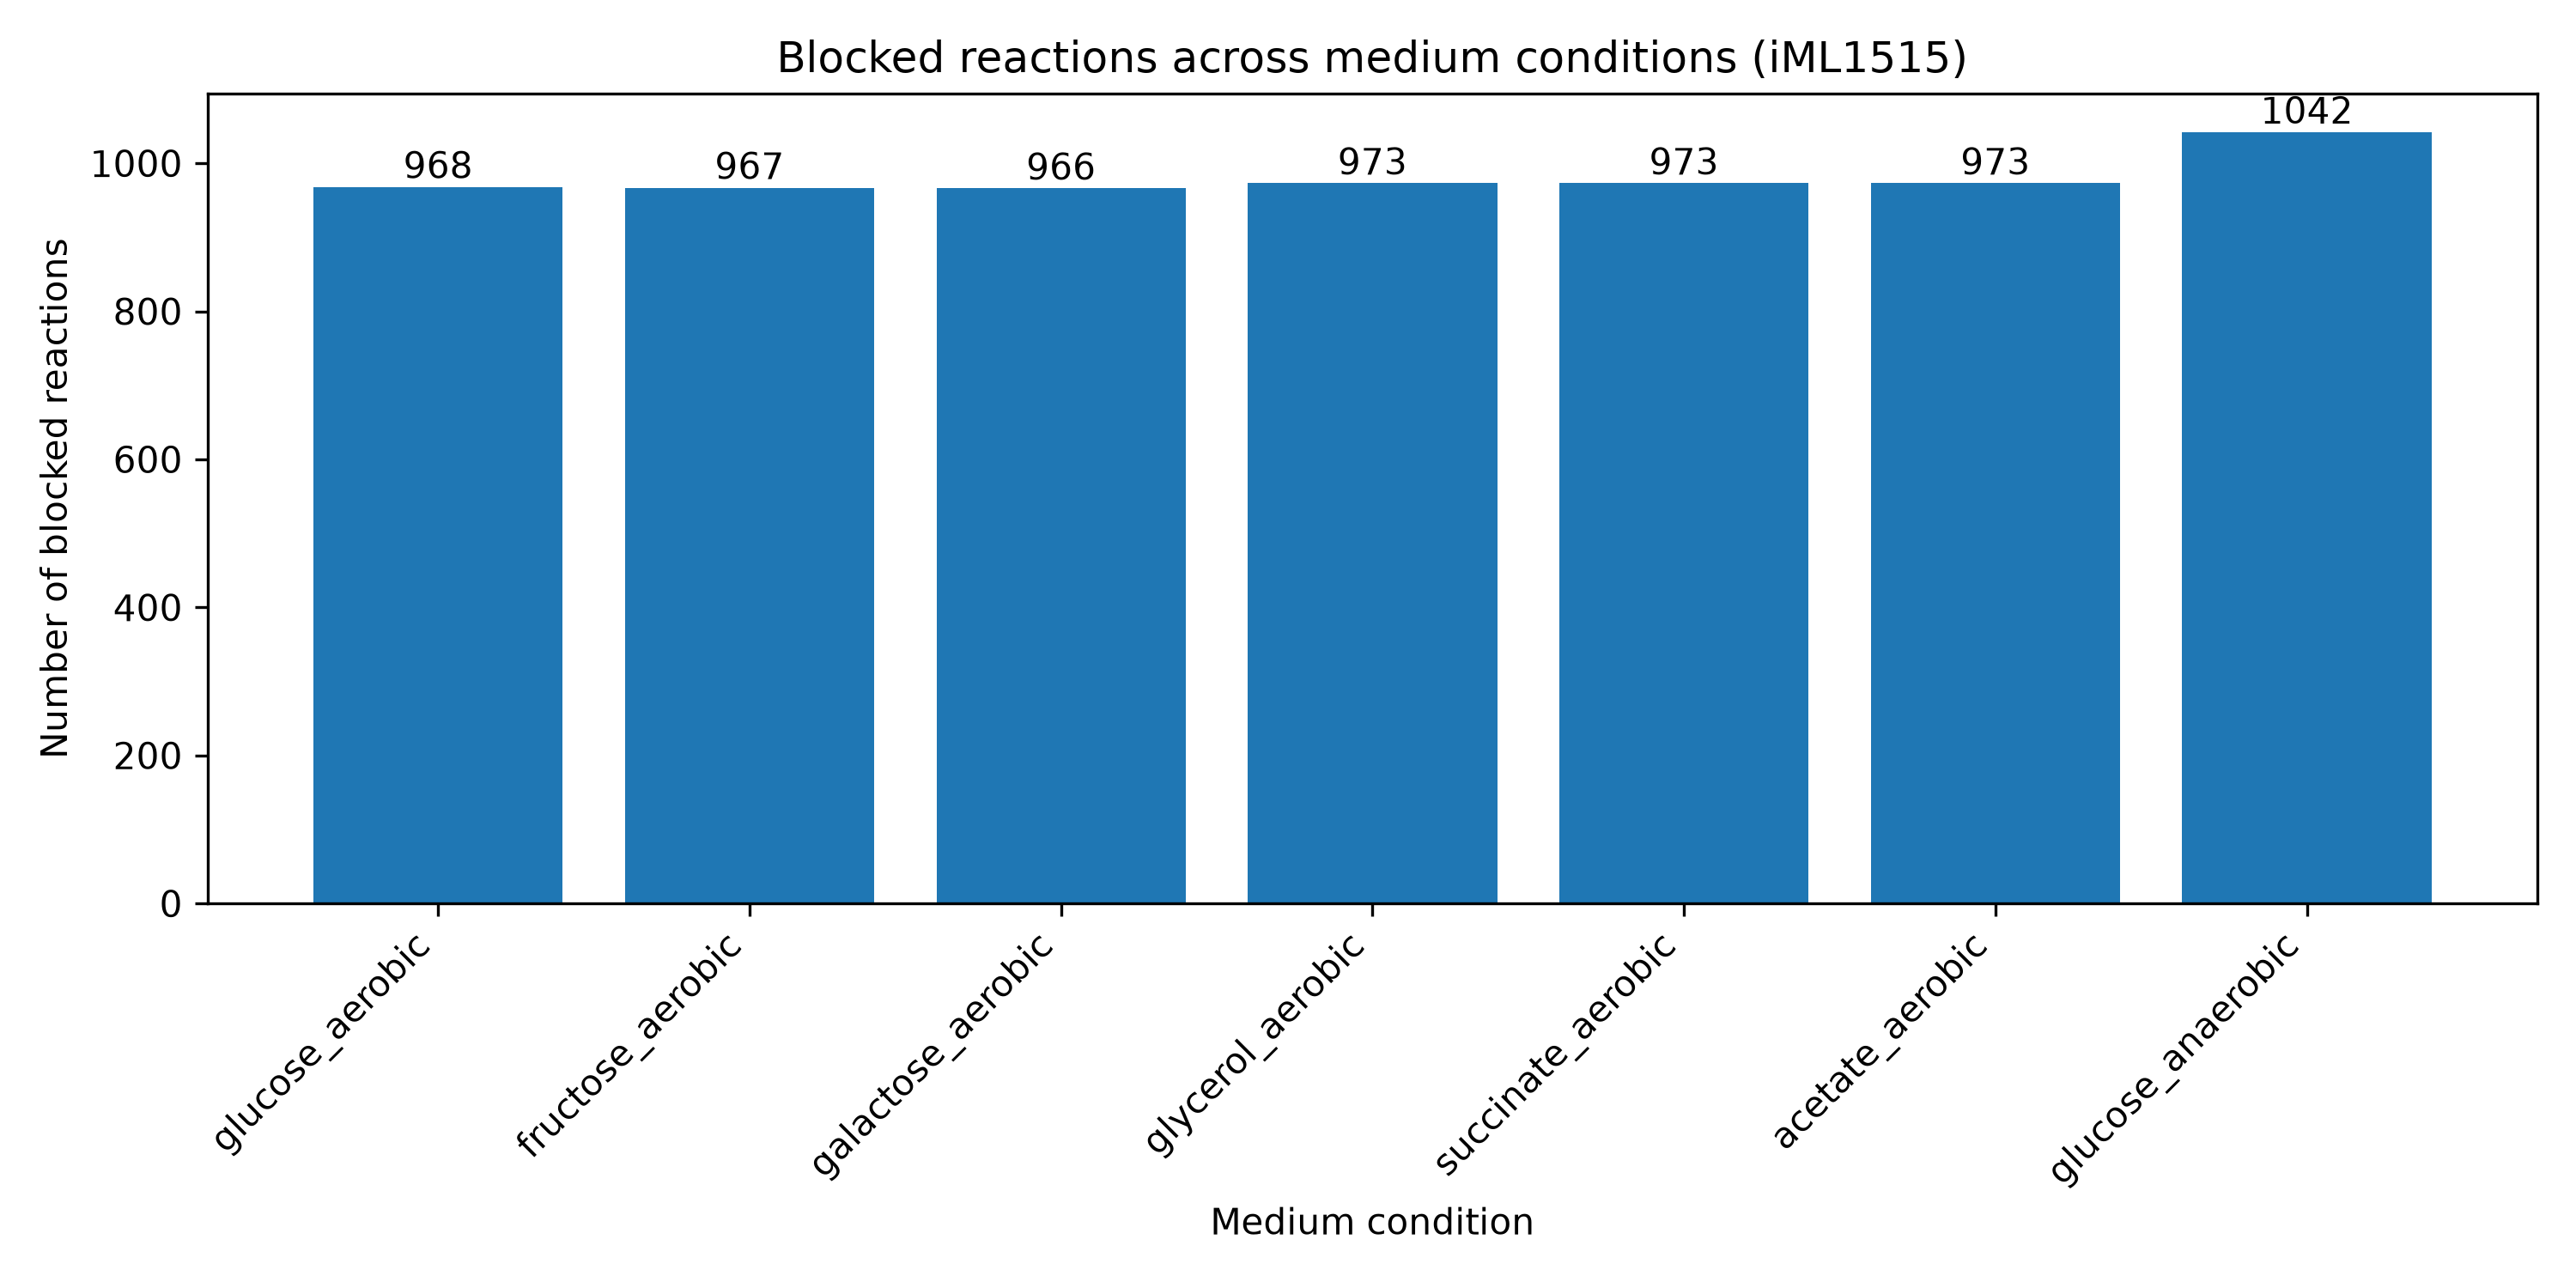 Blocked reactions across medium conditions (iML1515)
Number of blocked reactions
1000
800
600
400
200
0
968
967
966
973
973
973
1042
glucose_aerobic
fructose_aerobic
galactose_aerobic
glycerol_aerobic
succinate_aerobic
acetate_aerobic
glucose_anaerobic
Medium condition